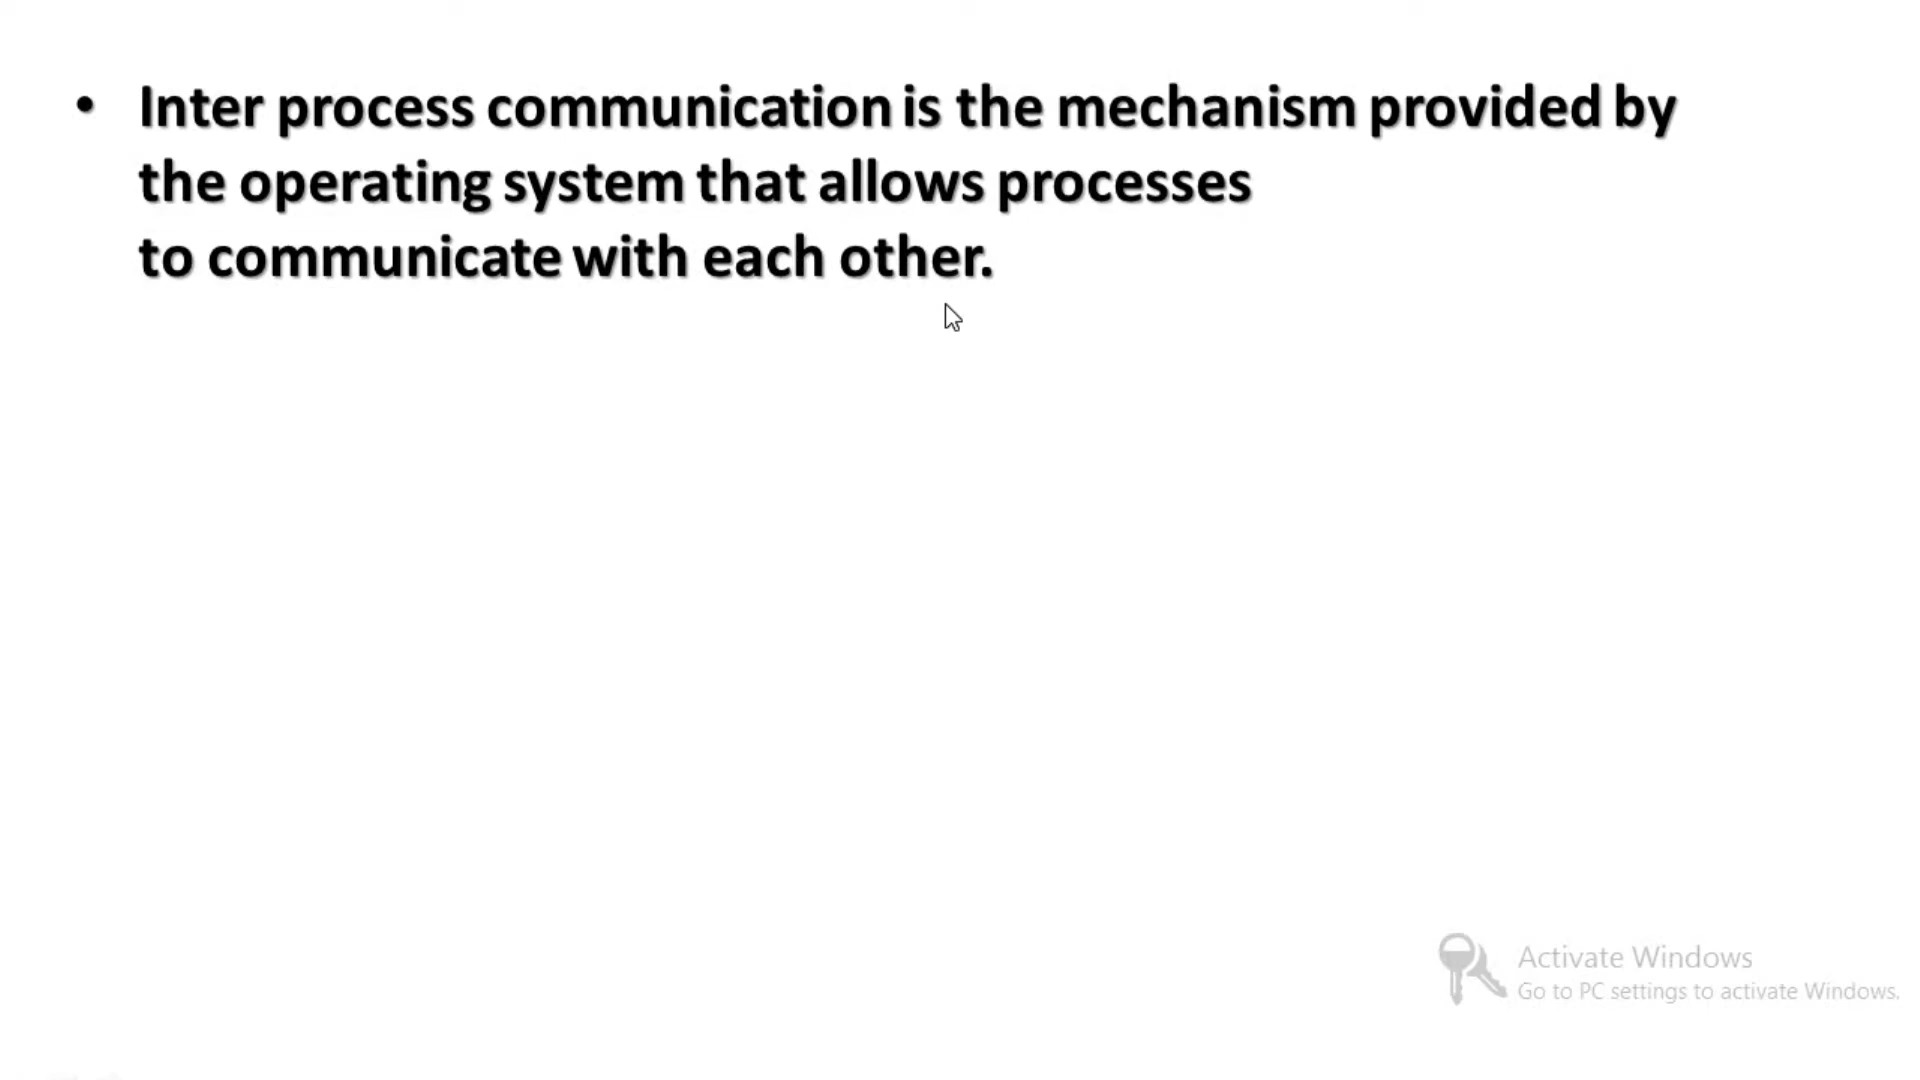 • Inter process communication is the mechanism provided by
the operating system that allows processes
to communicate with each other.
Activate Windows
Go to PC settings to activate Windows.